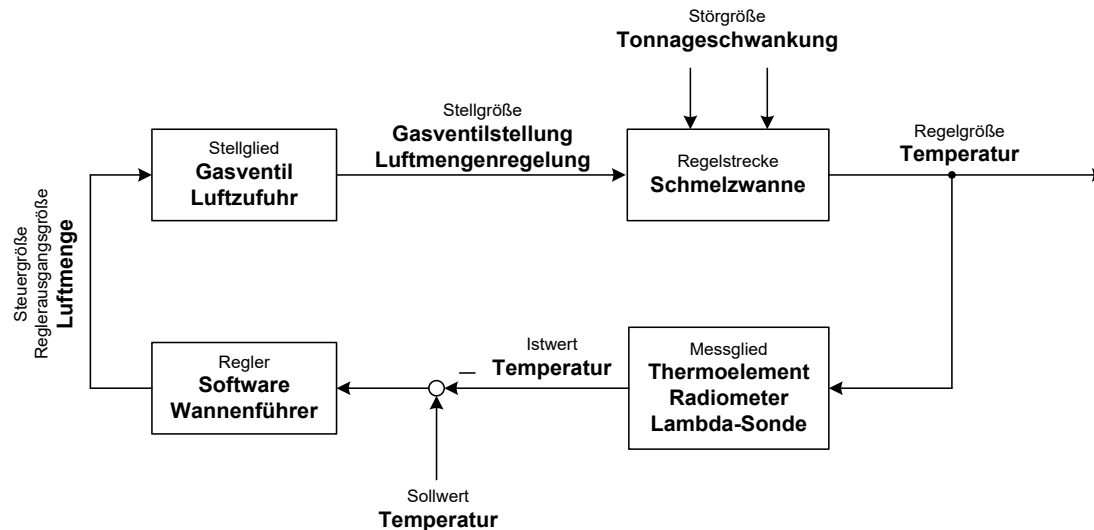 Störgröße
Tonnageschwankung
Stellglied
Gasventil
Luftzufuhr
Stellgröße
Gasventilstellung
Luftmengenregelung
Regelstrecke
Schmelzwanne
Regelgröße
Temperatur
Steuergröße
Reglerausgangsgröße
Luftmenge
Regler
Software
Wannenführer
Istwert
Temperatur
Messglied
Thermoelement
Radiometer
Lambda-Sonde
Sollwert
Temperatur